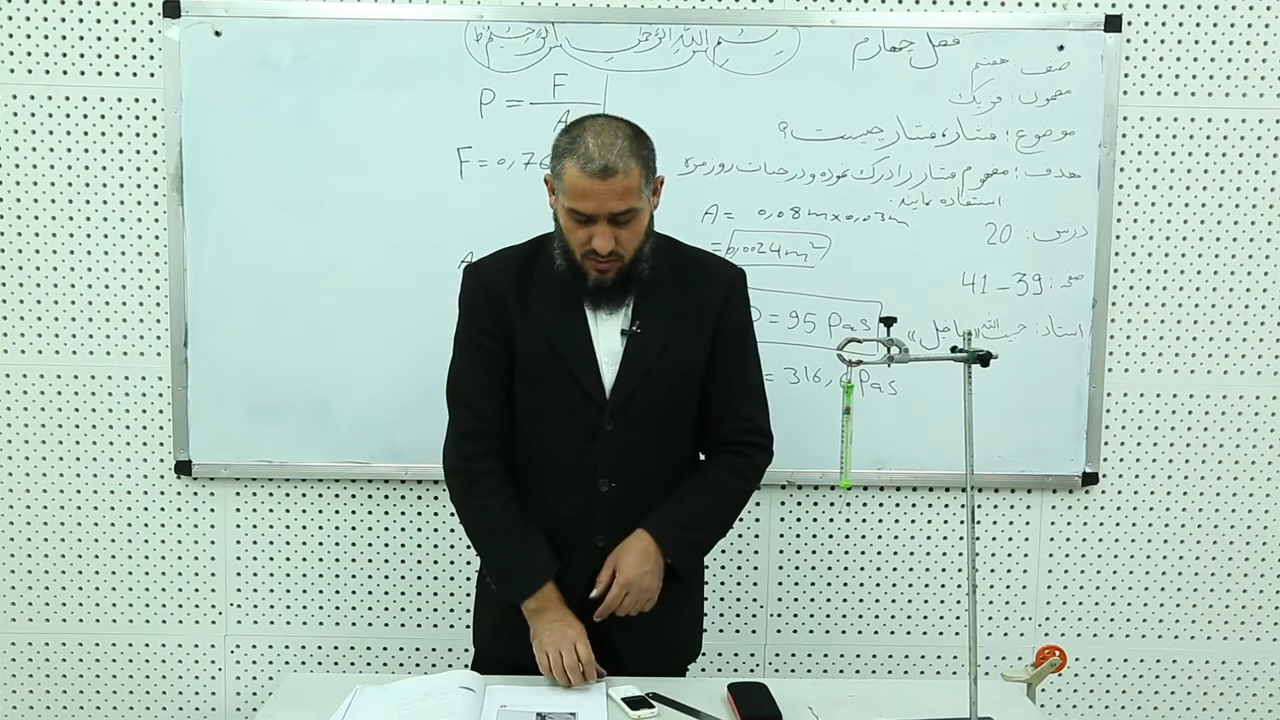 بسم الله الرحمن الرحیم
فصل چهارم
صنف: هفتم
مضمون: فزیک
موضوع: فشار، فشار چیست؟
هدف: مفهوم فشار را درک نموده و در حیات روزمره
استفاده نماید.
درس: 20
صفحه: 39-41
استاد: حبیب الله
P = F / A
F = 0,76
A = 0,08m x 0,03m
= 0,0024 m²
P = 95 Pas
= 316,6 Pas